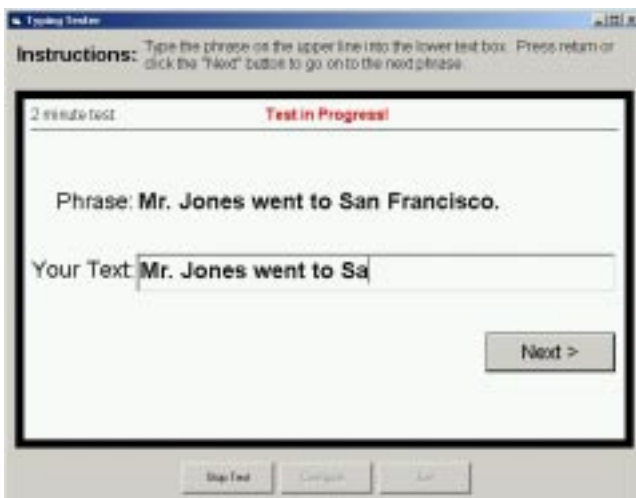 Typing Tester
Instructions: Type the phrase on the upper line into the lower text box. Press return or
click the "Next" button to go on to the next phrase.
2 minute test
Test in Progress!
Phrase: Mr. Jones went to San Francisco.
Your Text: Mr. Jones went to Sa
Next >
Stop Test
Configure
Exit